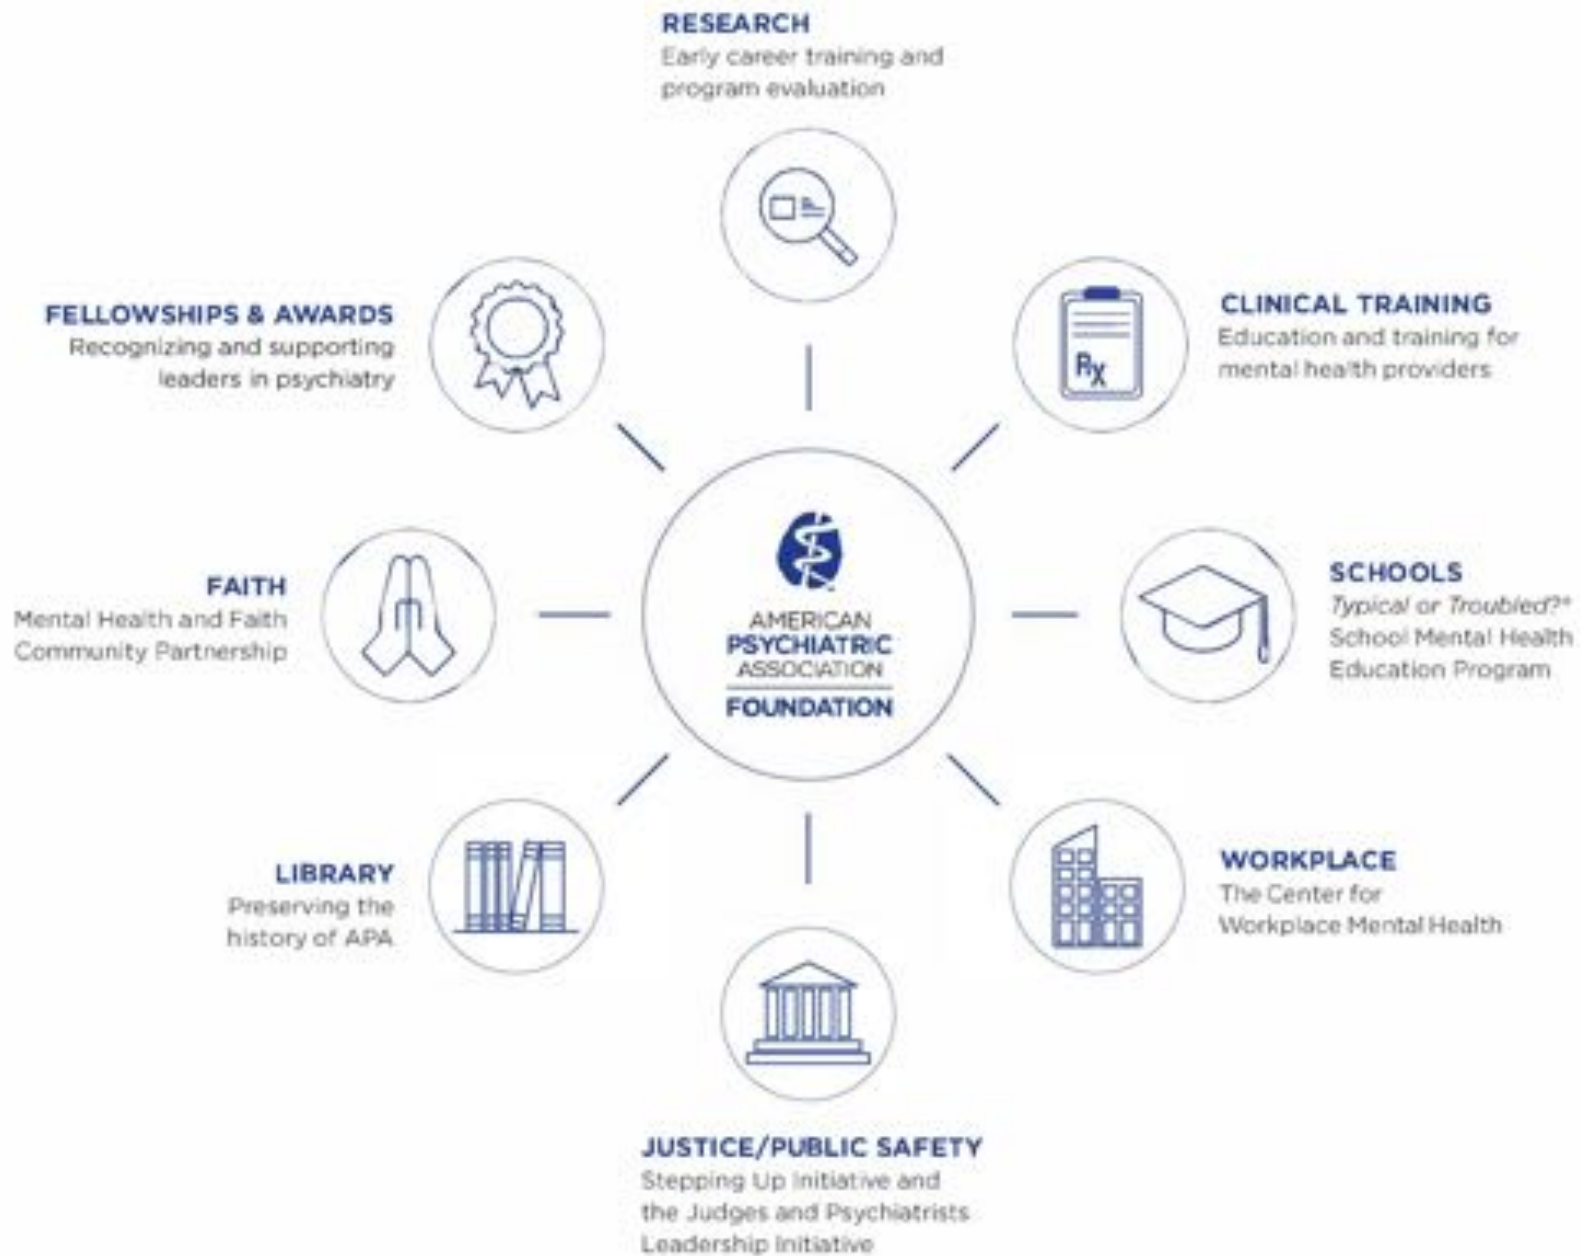 RESEARCH
Early career training and
program evaluation
FELLOWSHIPS & AWARDS
Recognizing and supporting
leaders in psychiatry
CLINICAL TRAINING
Education and training for
mental health providers
Rx
FAITH
Mental Health and Faith
Community Partnership
AMERICAN
PSYCHIATRIC
ASSOCIATION
FOUNDATION
SCHOOLS
Typical or Troubled?®
School Mental Health
Education Program
LIBRARY
Preserving the
history of APA
WORKPLACE
The Center for
Workplace Mental Health
JUSTICE/PUBLIC SAFETY
Stepping Up Initiative and
the Judges and Psychiatrists
Leadership Initiative